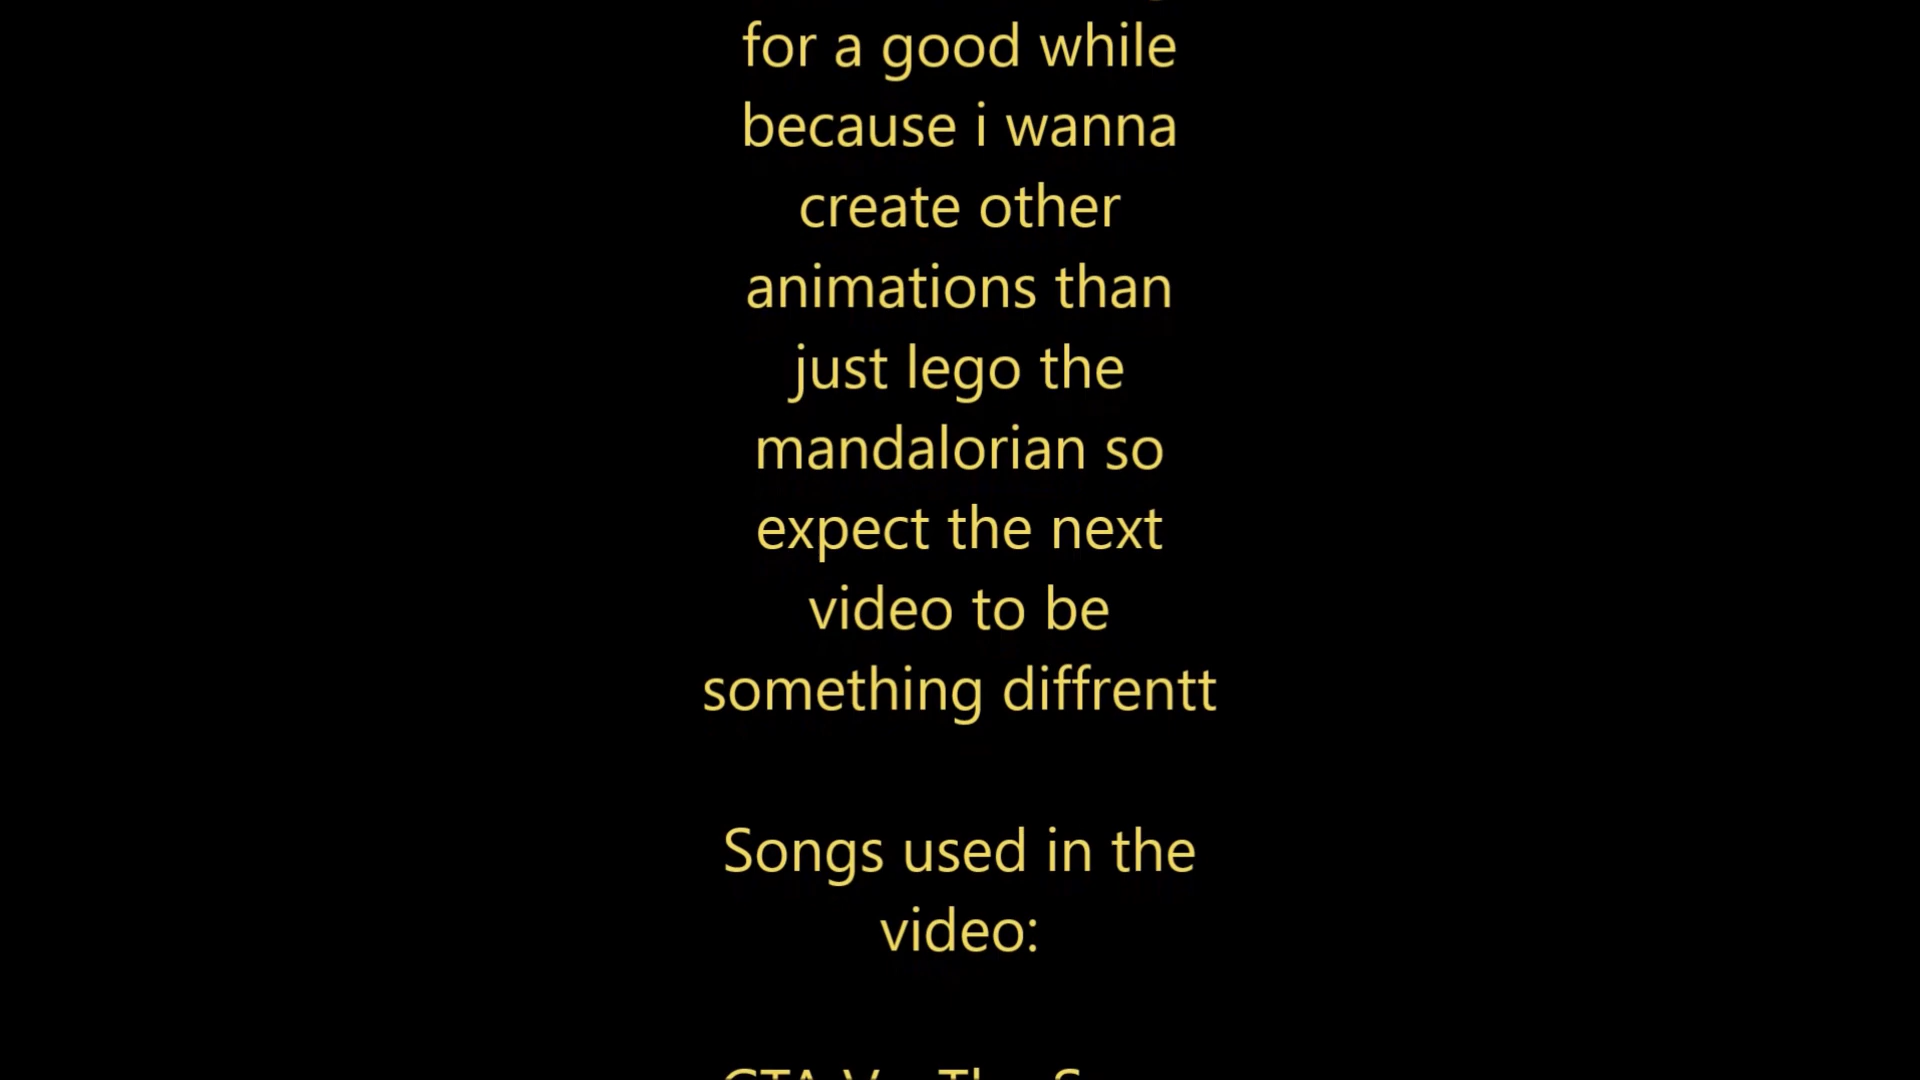 for a good while
because i wanna
create other
animations than
just lego the
mandalorian so
expect the next
video to be
something diffrentt
Songs used in the
video: